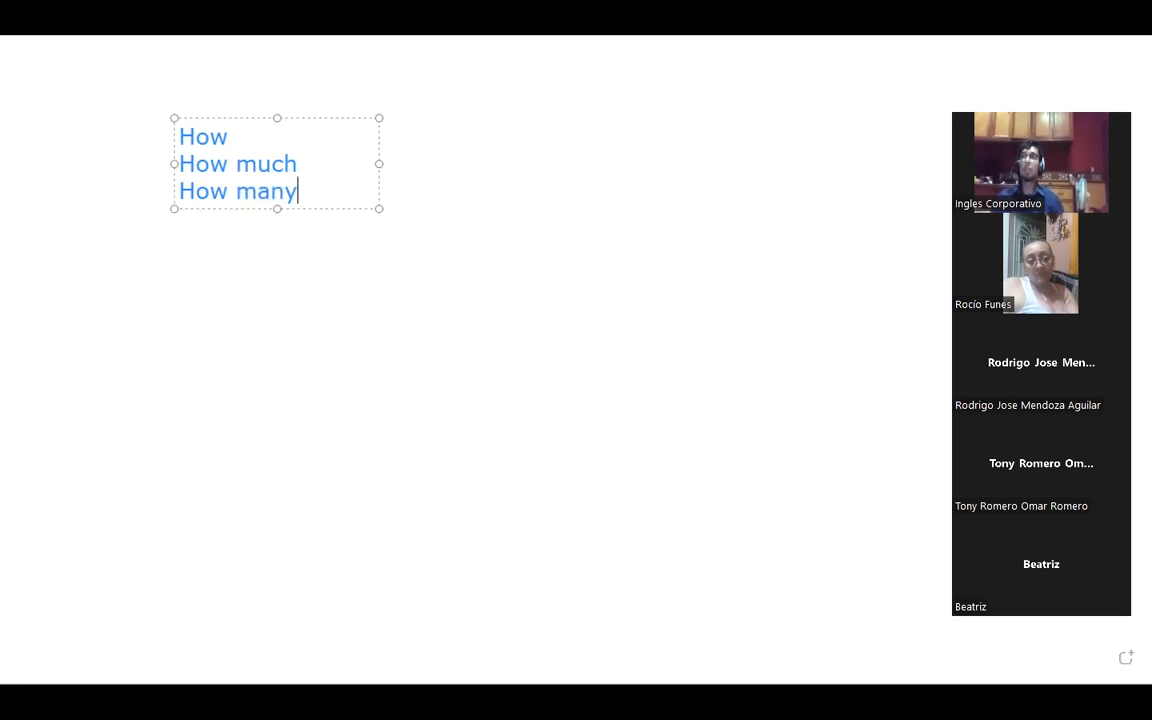 How
How much
How many
Ingles Corporativo
Rocío Funes
Rodrigo Jose Men...
Rodrigo Jose Mendoza Aguilar
Tony Romero Om...
Tony Romero Omar Romero
Beatriz
Beatriz